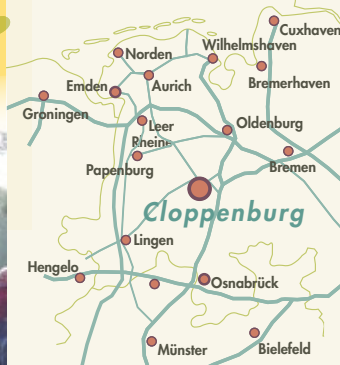 Cuxhaven
Norden
Wilhelmshaven
Emden
Aurich
Bremerhaven
Groningen
Leer
Oldenburg
Rheine
Papenburg
Bremen
Cloppenburg
Lingen
Hengelo
Osnabrück
Münster
Bielefeld